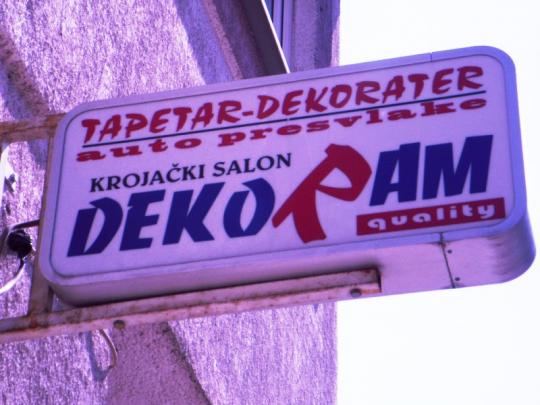 TAPETAR-DEKORATER
auto presvlake
KROJAČKI SALON
DEKORAM
quality